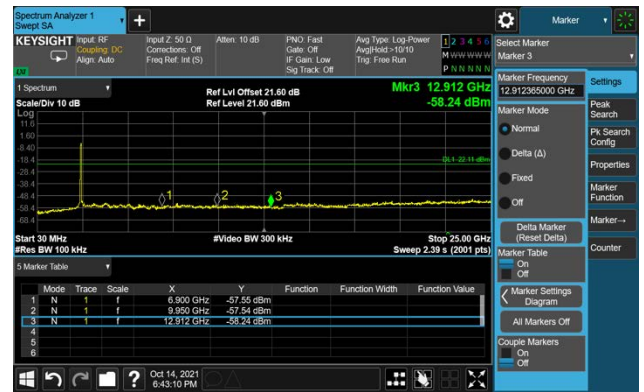 Spectrum Analyzer 1
Swept SA
Marker
KEYSIGHT
Input: RF
Coupling: DC
Align: Auto
Input Z: 50 Ω
Corrections: Off
Freq Ref: Int (S)
Atten: 10 dB
PNO: Fast
Gate: Off
IF Gain: Low
Sig Track: Off
Avg Type: Log-Power
Avg|Hold:>10/10
Trig: Free Run
1 2 3 4 5 6
M W W W W W
P N N N N N
LXI
Select Marker
Marker 3
1 Spectrum
Scale/Div 10 dB
Ref Lvl Offset 21.60 dB
Ref Level 21.60 dBm
Mkr3 12.912 GHz
-58.24 dBm
Log
11.6
1.60
-8.40
-18.4
-28.4
-38.4
-48.4
-58.4
-68.4
DL1 -22.11 dBm
1
2
3
Start 30 MHz
#Res BW 100 kHz
#Video BW 300 kHz
Stop 25.00 GHz
Sweep 2.39 s (2001 pts)
5 Marker Table
Mode Trace Scale X Y Function Function Width Function Value
1 N 1 f 6.900 GHz -57.55 dBm
2 N 1 f 9.950 GHz -57.54 dBm
3 N 1 f 12.912 GHz -58.24 dBm
4
5
6
Marker Frequency
12.912365000 GHz
Marker Mode
Normal
Delta (Δ)
Fixed
Off
Delta Marker
(Reset Delta)
Marker Table
On
Off
Marker Settings
Diagram
All Markers Off
Couple Markers
On
Off
Settings
Peak
Search
Pk Search
Config
Properties
Marker
Function
Marker→
Counter
?
Oct 14, 2021
6:43:10 PM